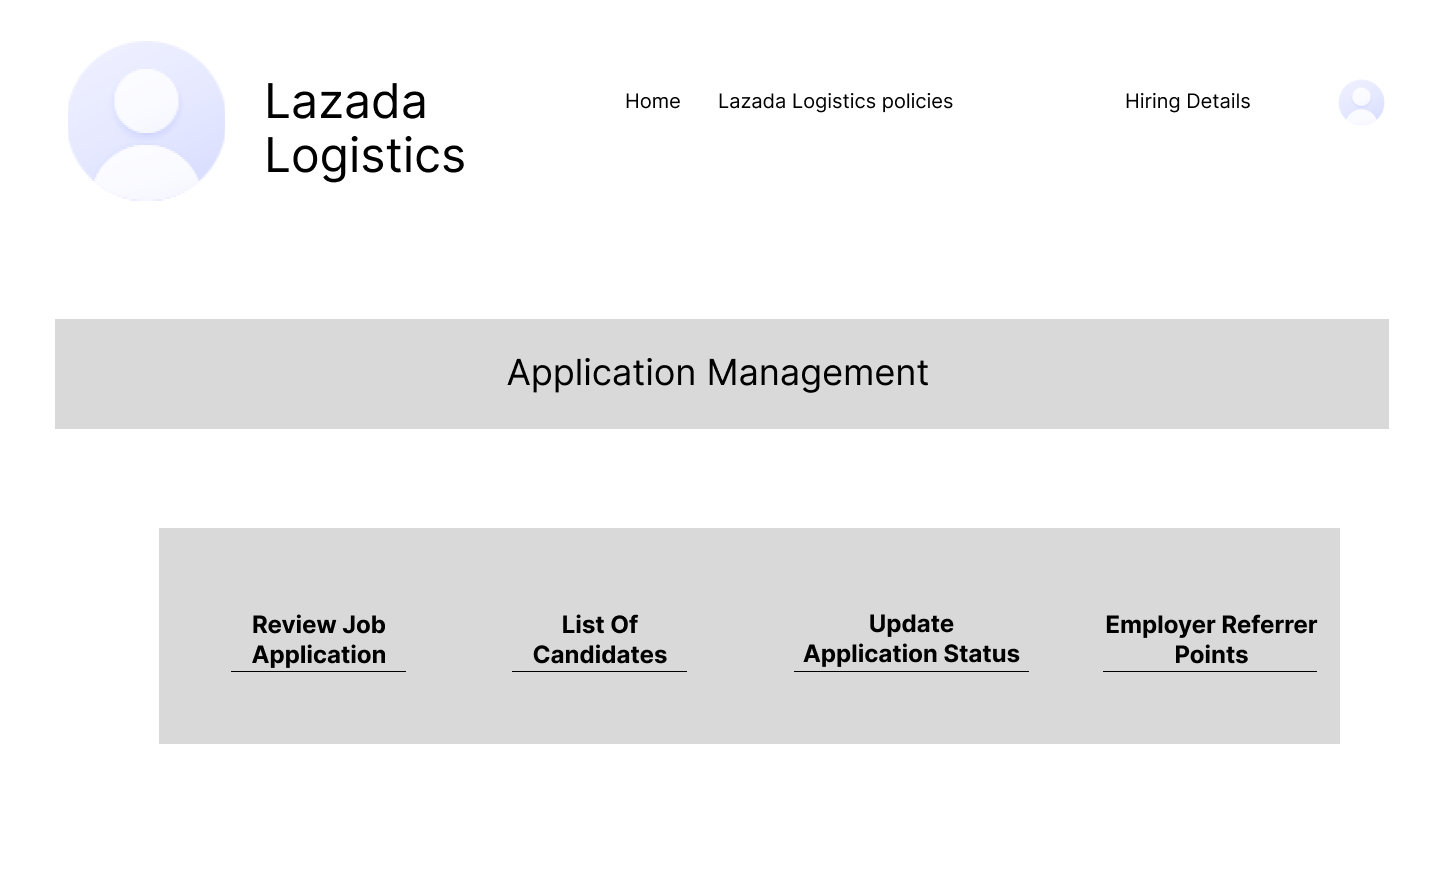 Lazada
Logistics
Home
Lazada Logistics policies
Hiring Details
Application Management
Review Job
Application
List Of
Candidates
Update
Application Status
Employer Referrer
Points